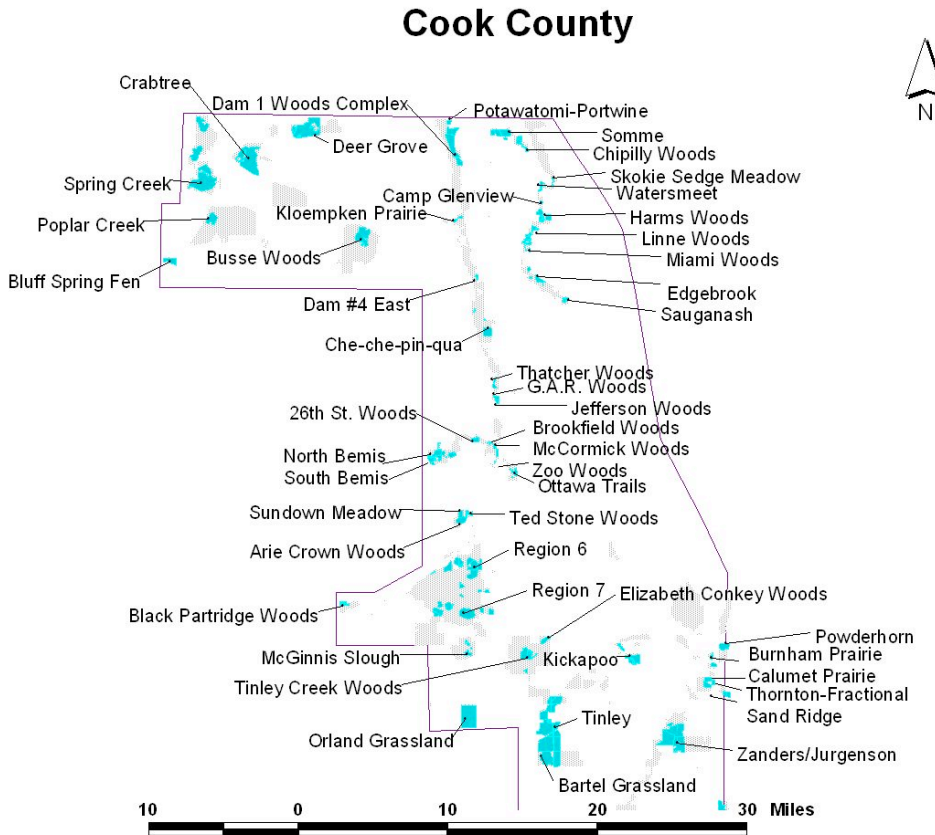 Cook County
N
Crabtree
Dam 1 Woods Complex
Potawatomi-Portwine
Somme
Deer Grove
Chipilly Woods
Skokie Sedge Meadow
Spring Creek
Watersmeet
Camp Glenview
Kloempken Prairie
Harms Woods
Poplar Creek
Linne Woods
Busse Woods
Miami Woods
Bluff Spring Fen
Edgebrook
Dam #4 East
Sauganash
Che-che-pin-qua
Thatcher Woods
G.A.R. Woods
Jefferson Woods
26th St. Woods
Brookfield Woods
McCormick Woods
North Bemis
Zoo Woods
South Bemis
Ottawa Trails
Sundown Meadow
Ted Stone Woods
Arie Crown Woods
Region 6
Region 7
Elizabeth Conkey Woods
Black Partridge Woods
Powderhorn
McGinnis Slough
Kickapoo
Burnham Prairie
Calumet Prairie
Tinley Creek Woods
Thornton-Fractional
Sand Ridge
Tinley
Orland Grassland
Zanders/Jurgenson
Bartel Grassland
10 0 10 20 30 Miles